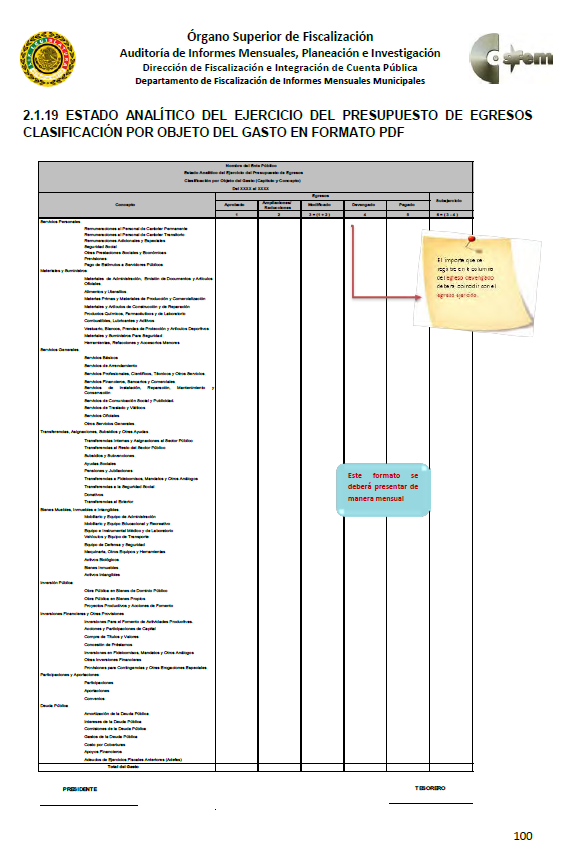 Órgano Superior de Fiscalización
Auditoría de Informes Mensuales, Planeación e Investigación
Dirección de Fiscalización e Integración de Cuenta Pública
Departamento de Fiscalización de Informes Mensuales Municipales
osfem
2.1.19 ESTADO ANALÍTICO DEL EJERCICIO DEL PRESUPUESTO DE EGRESOS
CLASIFICACIÓN POR OBJETO DEL GASTO EN FORMATO PDF
Nombre del Ente Público
Estado Analítico del Ejercicio del Presupuesto de Egresos
Clasificación por Objeto del Gasto (Capítulo y Concepto)
Del XXXX al XXXX
Egresos
Concepto Aprobado Ampliaciones/ Modificado Devengado Pagado Subejercicio
Reducciones
1 2 3 = (1 + 2) 4 5 6 = (3 - 4)
Servicios Personales
Remuneraciones al Personal de Carácter Permanente
Remuneraciones al Personal de Carácter Transitorio
Remuneraciones Adicionales y Especiales
Seguridad Social
Otras Prestaciones Sociales y Económicas
Previsiones
Pago de Estímulos a Servidores Públicos
Materiales y Suministros
Materiales de Administración, Emisión de Documentos y Artículos
Oficiales
Alimentos y Utensilios
Materias Primas y Materiales de Producción y Comercialización
Materiales y Artículos de Construcción y de Reparación
Productos Químicos, Farmacéuticos y de Laboratorio
Combustibles, Lubricantes y Aditivos
Vestuario, Blancos, Prendas de Protección y Artículos Deportivos
Materiales y Suministros Para Seguridad
Herramientas, Refacciones y Accesorios Menores
Servicios Generales
Servicios Básicos
Servicios de Arrendamiento
Servicios Profesionales, Científicos, Técnicos y Otros Servicios
Servicios Financieros, Bancarios y Comerciales
Servicios de Instalación, Reparación, Mantenimiento y
Conservación
Servicios de Comunicación Social y Publicidad.
Servicios de Traslado y Viáticos
Servicios Oficiales
Otros Servicios Generales
Transferencias, Asignaciones, Subsidios y Otras Ayudas
Transferencias Internas y Asignaciones al Sector Público
Transferencias al Resto del Sector Público
Subsidios y Subvenciones
Ayudas Sociales
Pensiones y Jubilaciones
Transferencias a Fideicomisos, Mandatos y Otros Análogos
Transferencias a la Seguridad Social
Donativos
Transferencias al Exterior
Bienes Muebles, Inmuebles e Intangibles
Mobiliario y Equipo de Administración
Mobiliario y Equipo Educacional y Recreativo
Equipo e Instrumental Médico y de Laboratorio
Vehículos y Equipo de Transporte
Equipo de Defensa y Seguridad
Maquinaria, Otros Equipos y Herramientas
Activos Biológicos
Bienes Inmuebles
Activos Intangibles
Inversión Pública
Obra Pública en Bienes de Dominio Público
Obra Pública en Bienes Propios
Proyectos Productivos y Acciones de Fomento
Inversiones Financieras y Otras Provisiones
Inversiones Para el Fomento de Actividades Productivas.
Acciones y Participaciones de Capital
Compra de Títulos y Valores
Concesión de Préstamos
Inversiones en Fideicomisos, Mandatos y Otros Análogos
Otras Inversiones Financieras
Provisiones para Contingencias y Otras Erogaciones Especiales
Participaciones y Aportaciones
Participaciones
Aportaciones
Convenios
Deuda Pública
Amortización de la Deuda Pública
Intereses de la Deuda Pública
Comisiones de la Deuda Pública
Gastos de la Deuda Pública
Costo por Coberturas
Apoyos Financieros
Adeudos de Ejercicios Fiscales Anteriores (Adefas)
Total del Gasto
El importe que se
registre en la columna
del egreso devengado
deberá coincidir con el
egreso ejercido.
Este formato se
deberá presentar de
manera mensual
PRESIDENTE TESORERO
100